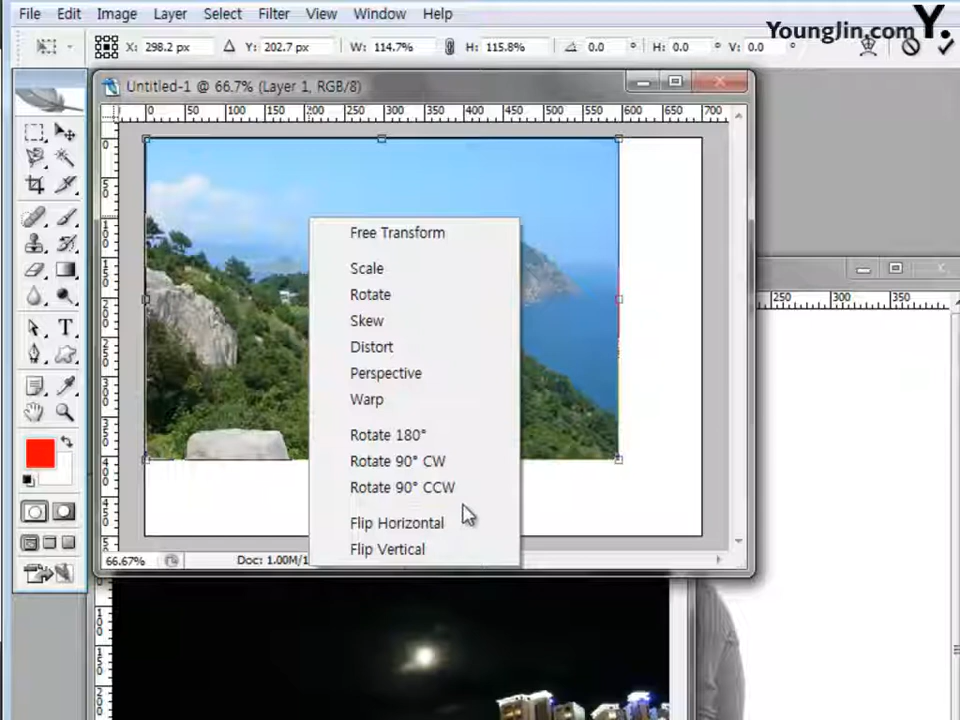 File Edit Image Layer Select Filter View Window Help
YoungJin.com Y.
X: 298.2 px Δ Y: 202.7 px W: 114.7% H: 115.8% 0.0 ° H: 0.0 ° V: 0.0 °
Untitled-1 @ 66.7% (Layer 1, RGB/8)
0 50 100 150 200 250 300 350 400 450 500 550 600 650 700
Free Transform
Scale
Rotate
Skew
Distort
Perspective
Warp
Rotate 180°
Rotate 90° CW
Rotate 90° CCW
Flip Horizontal
Flip Vertical
250 300 350
66.67% Doc: 1.00M/1